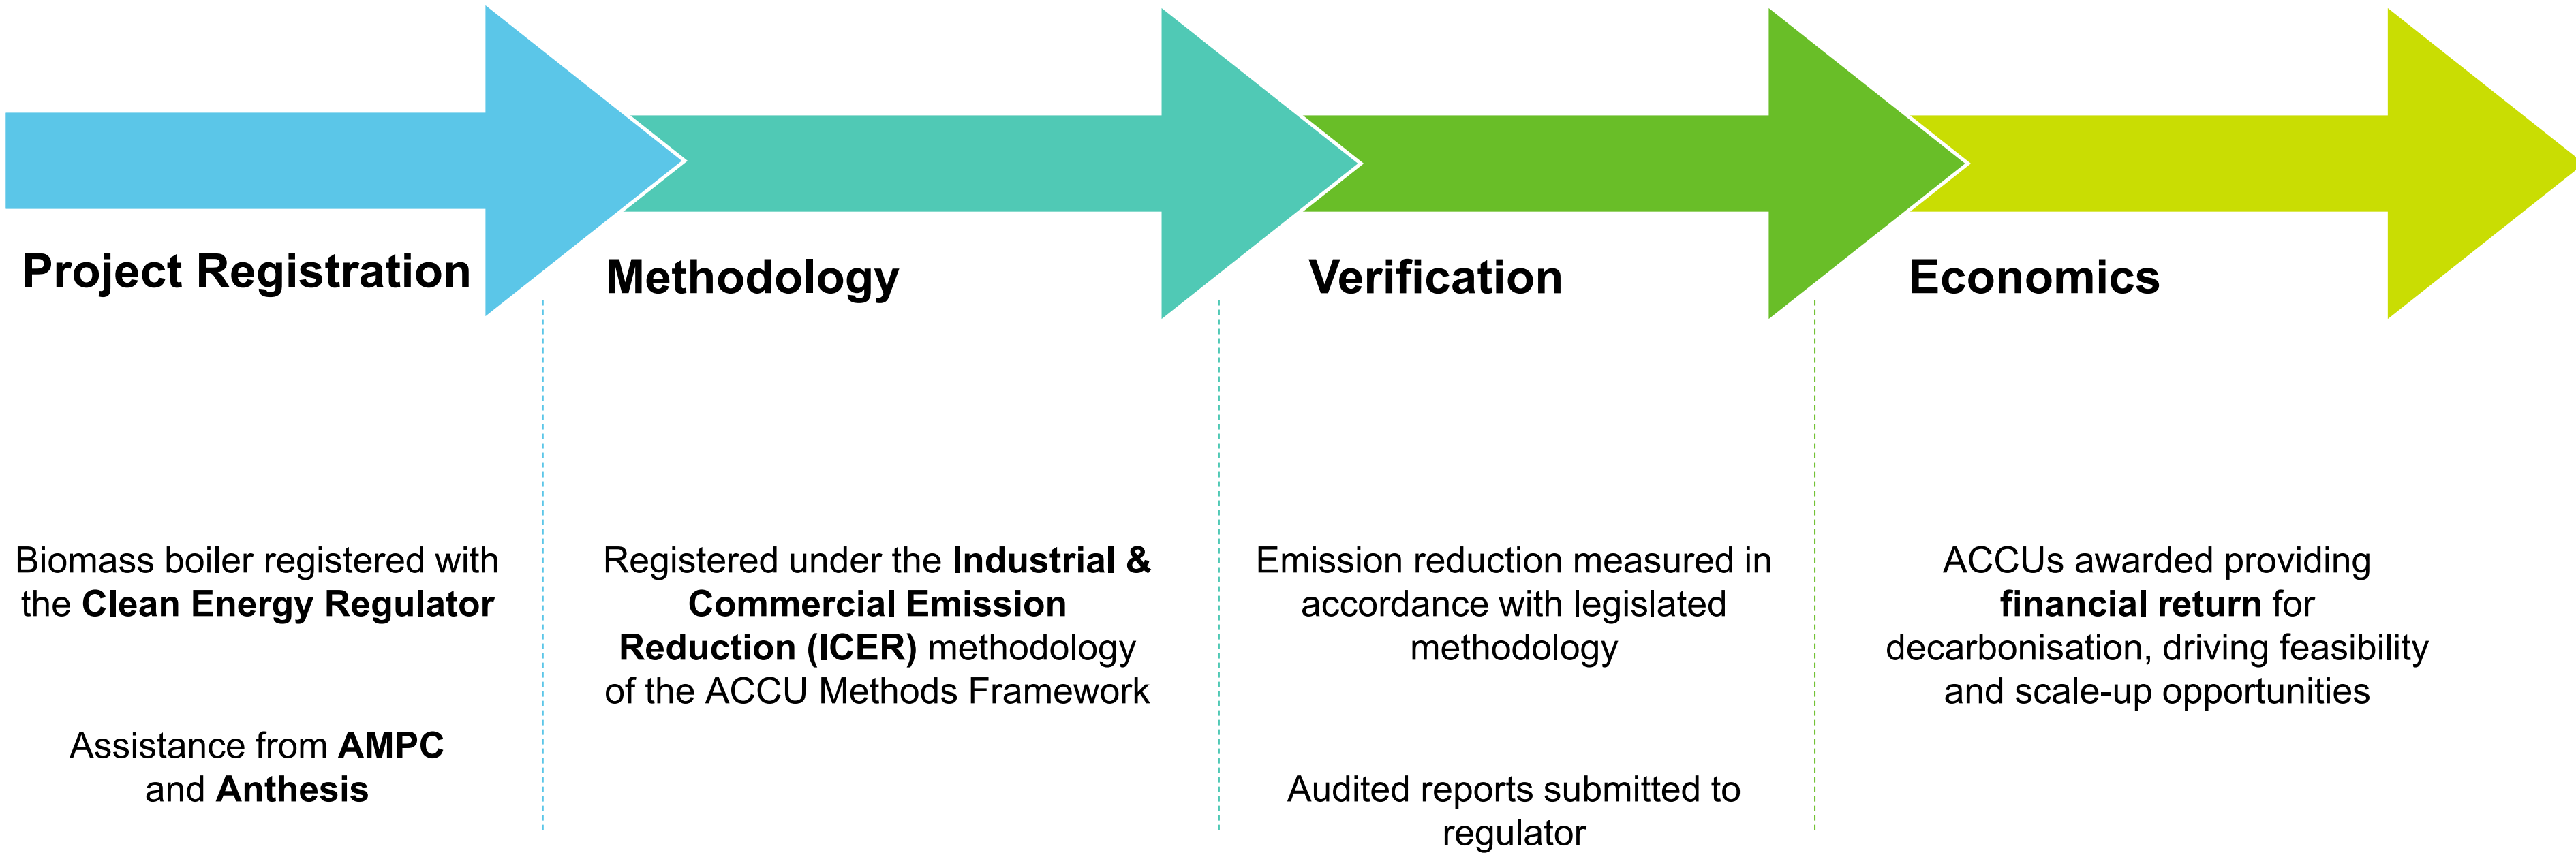 Project Registration
Methodology
Verification
Economics
Biomass boiler registered with
the Clean Energy Regulator
Assistance from AMPC
and Anthesis
Registered under the Industrial &
Commercial Emission
Reduction (ICER) methodology
of the ACCU Methods Framework
Emission reduction measured in
accordance with legislated
methodology
Audited reports submitted to
regulator
ACCUs awarded providing
financial return for
decarbonisation, driving feasibility
and scale-up opportunities